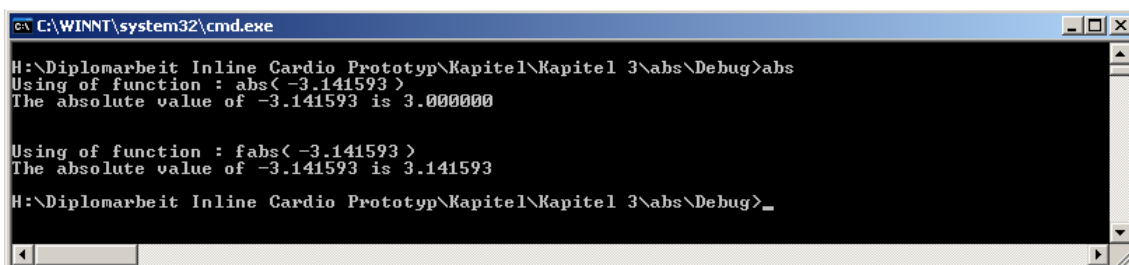 C:\WINNT\system32\cmd.exe
H:\Diplomarbeit Inline Cardio Prototyp\Kapitel\Kapitel 3\abs\Debug>abs
Using of function : abs(-3.141593)
The absolute value of -3.141593 is 3.000000
Using of function : fabs(-3.141593)
The absolute value of -3.141593 is 3.141593
H:\Diplomarbeit Inline Cardio Prototyp\Kapitel\Kapitel 3\abs\Debug>_